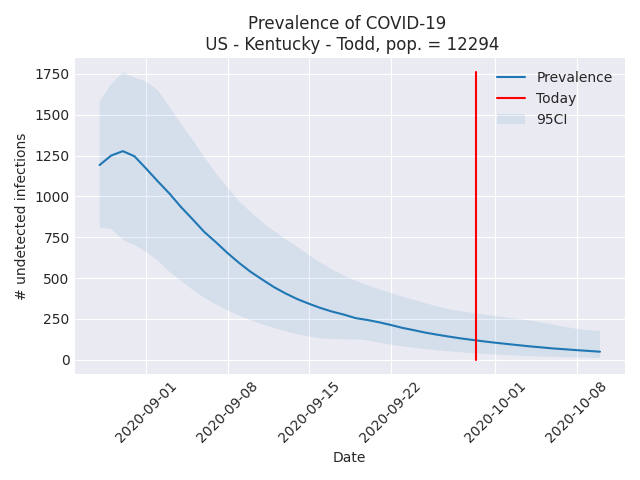 Prevalence of COVID-19
US - Kentucky - Todd, pop. = 12294
Prevalence
Today
95CI
# undetected infections
1750
1500
1250
1000
750
500
250
0
2020-09-01
2020-09-08
2020-09-15
2020-09-22
2020-10-01
2020-10-08
Date